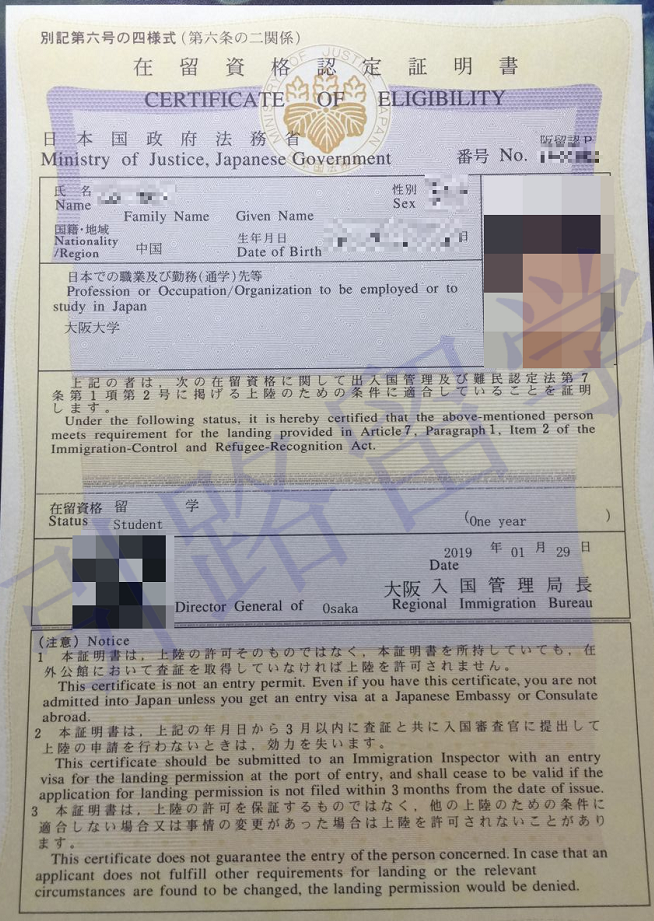 別記第六号の四様式(第六条の二関係)
在留資格認定証明書
CERTIFICATE OF ELIGIBILITY
MINISTRY OF JUSTICE JAPAN
日本国政府法務省
Ministry of Justice, Japanese Government
阪留認P
番号 No.
氏 名
Name
Family Name Given Name
性別
Sex
国籍・地域
Nationality
/Region
中国
生年月日
Date of Birth
日
日本での職業及び勤務(通学)先等
Profession or Occupation/Organization to be employed or to
study in Japan
大阪大学
上記の者は,次の在留資格に関して出入国管理及び難民認定法第7
条第1項第2号に掲げる上陸のための条件に適合していることを証明
します。
Under the following status, it is hereby certified that the above-mentioned person
meets requirement for the landing provided in Article 7, Paragraph 1, Item 2 of the
Immigration-Control and Refugee-Recognition Act.
在留資格 留 学
Status Student
(One year )
2019 年 01 月 29 日
Date
大阪 入国管理局長
Director General of Osaka Regional Immigration Bureau
(注意) Notice
1 本証明書は,上陸の許可そのものではなく,本証明書を所持していても,在
外公館において査証を取得していなければ上陸を許可されません。
This certificate is not an entry permit. Even if you have this certificate, you are not
admitted into Japan unless you get an entry visa at a Japanese Embassy or Consulate
abroad.
2 本証明書は,上記の年月日から3月以内に査証と共に入国審査官に提出して
上陸の申請を行わないときは,効力を失います。
This certificate should be submitted to an Immigration Inspector with an entry
visa for the landing permission at the port of entry, and shall cease to be valid if the
application for landing permission is not filed within 3 months from the date of issue.
3 本証明書は,上陸の許可を保証するものではなく,他の上陸のための条件に
適合しない場合又は事情の変更があった場合は上陸を許可されないことがあり
ます。
This certificate does not guarantee the entry of the person concerned. In case that an
applicant does not fulfill other requirements for landing or the relevant
circumstances are found to be changed, the landing permission would be denied.
引路留学